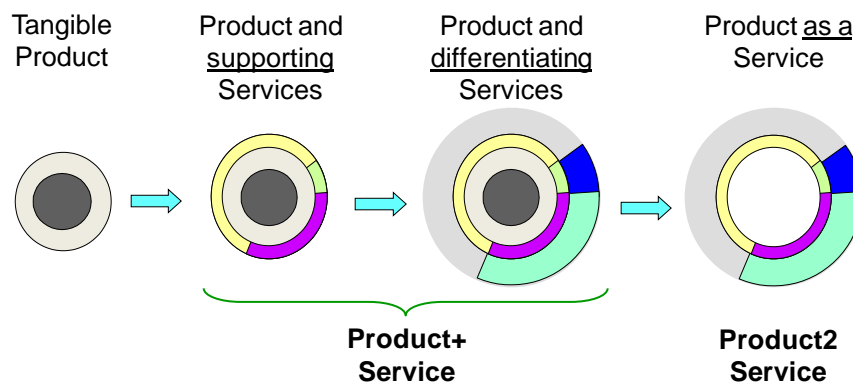 Tangible
Product
Product and
supporting
Services
Product and
differentiating
Services
Product as a
Service
Product+
Service
Product2
Service